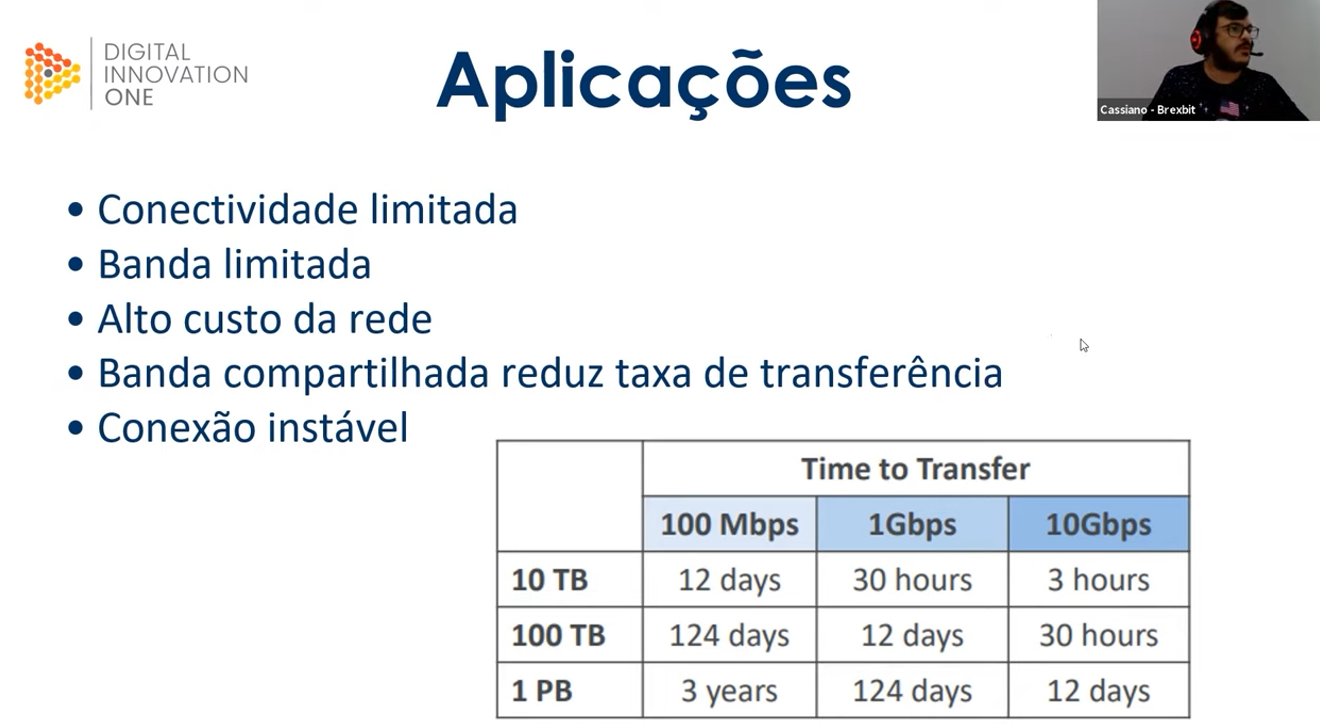 DIGITAL
INNOVATION
ONE
Aplicações
Cassiano - Brexbit
• Conectividade limitada
• Banda limitada
• Alto custo da rede
• Banda compartilhada reduz taxa de transferência
• Conexão instável
Time to Transfer
100 Mbps 1Gbps 10Gbps
10 TB 12 days 30 hours 3 hours
100 TB 124 days 12 days 30 hours
1 PB 3 years 124 days 12 days